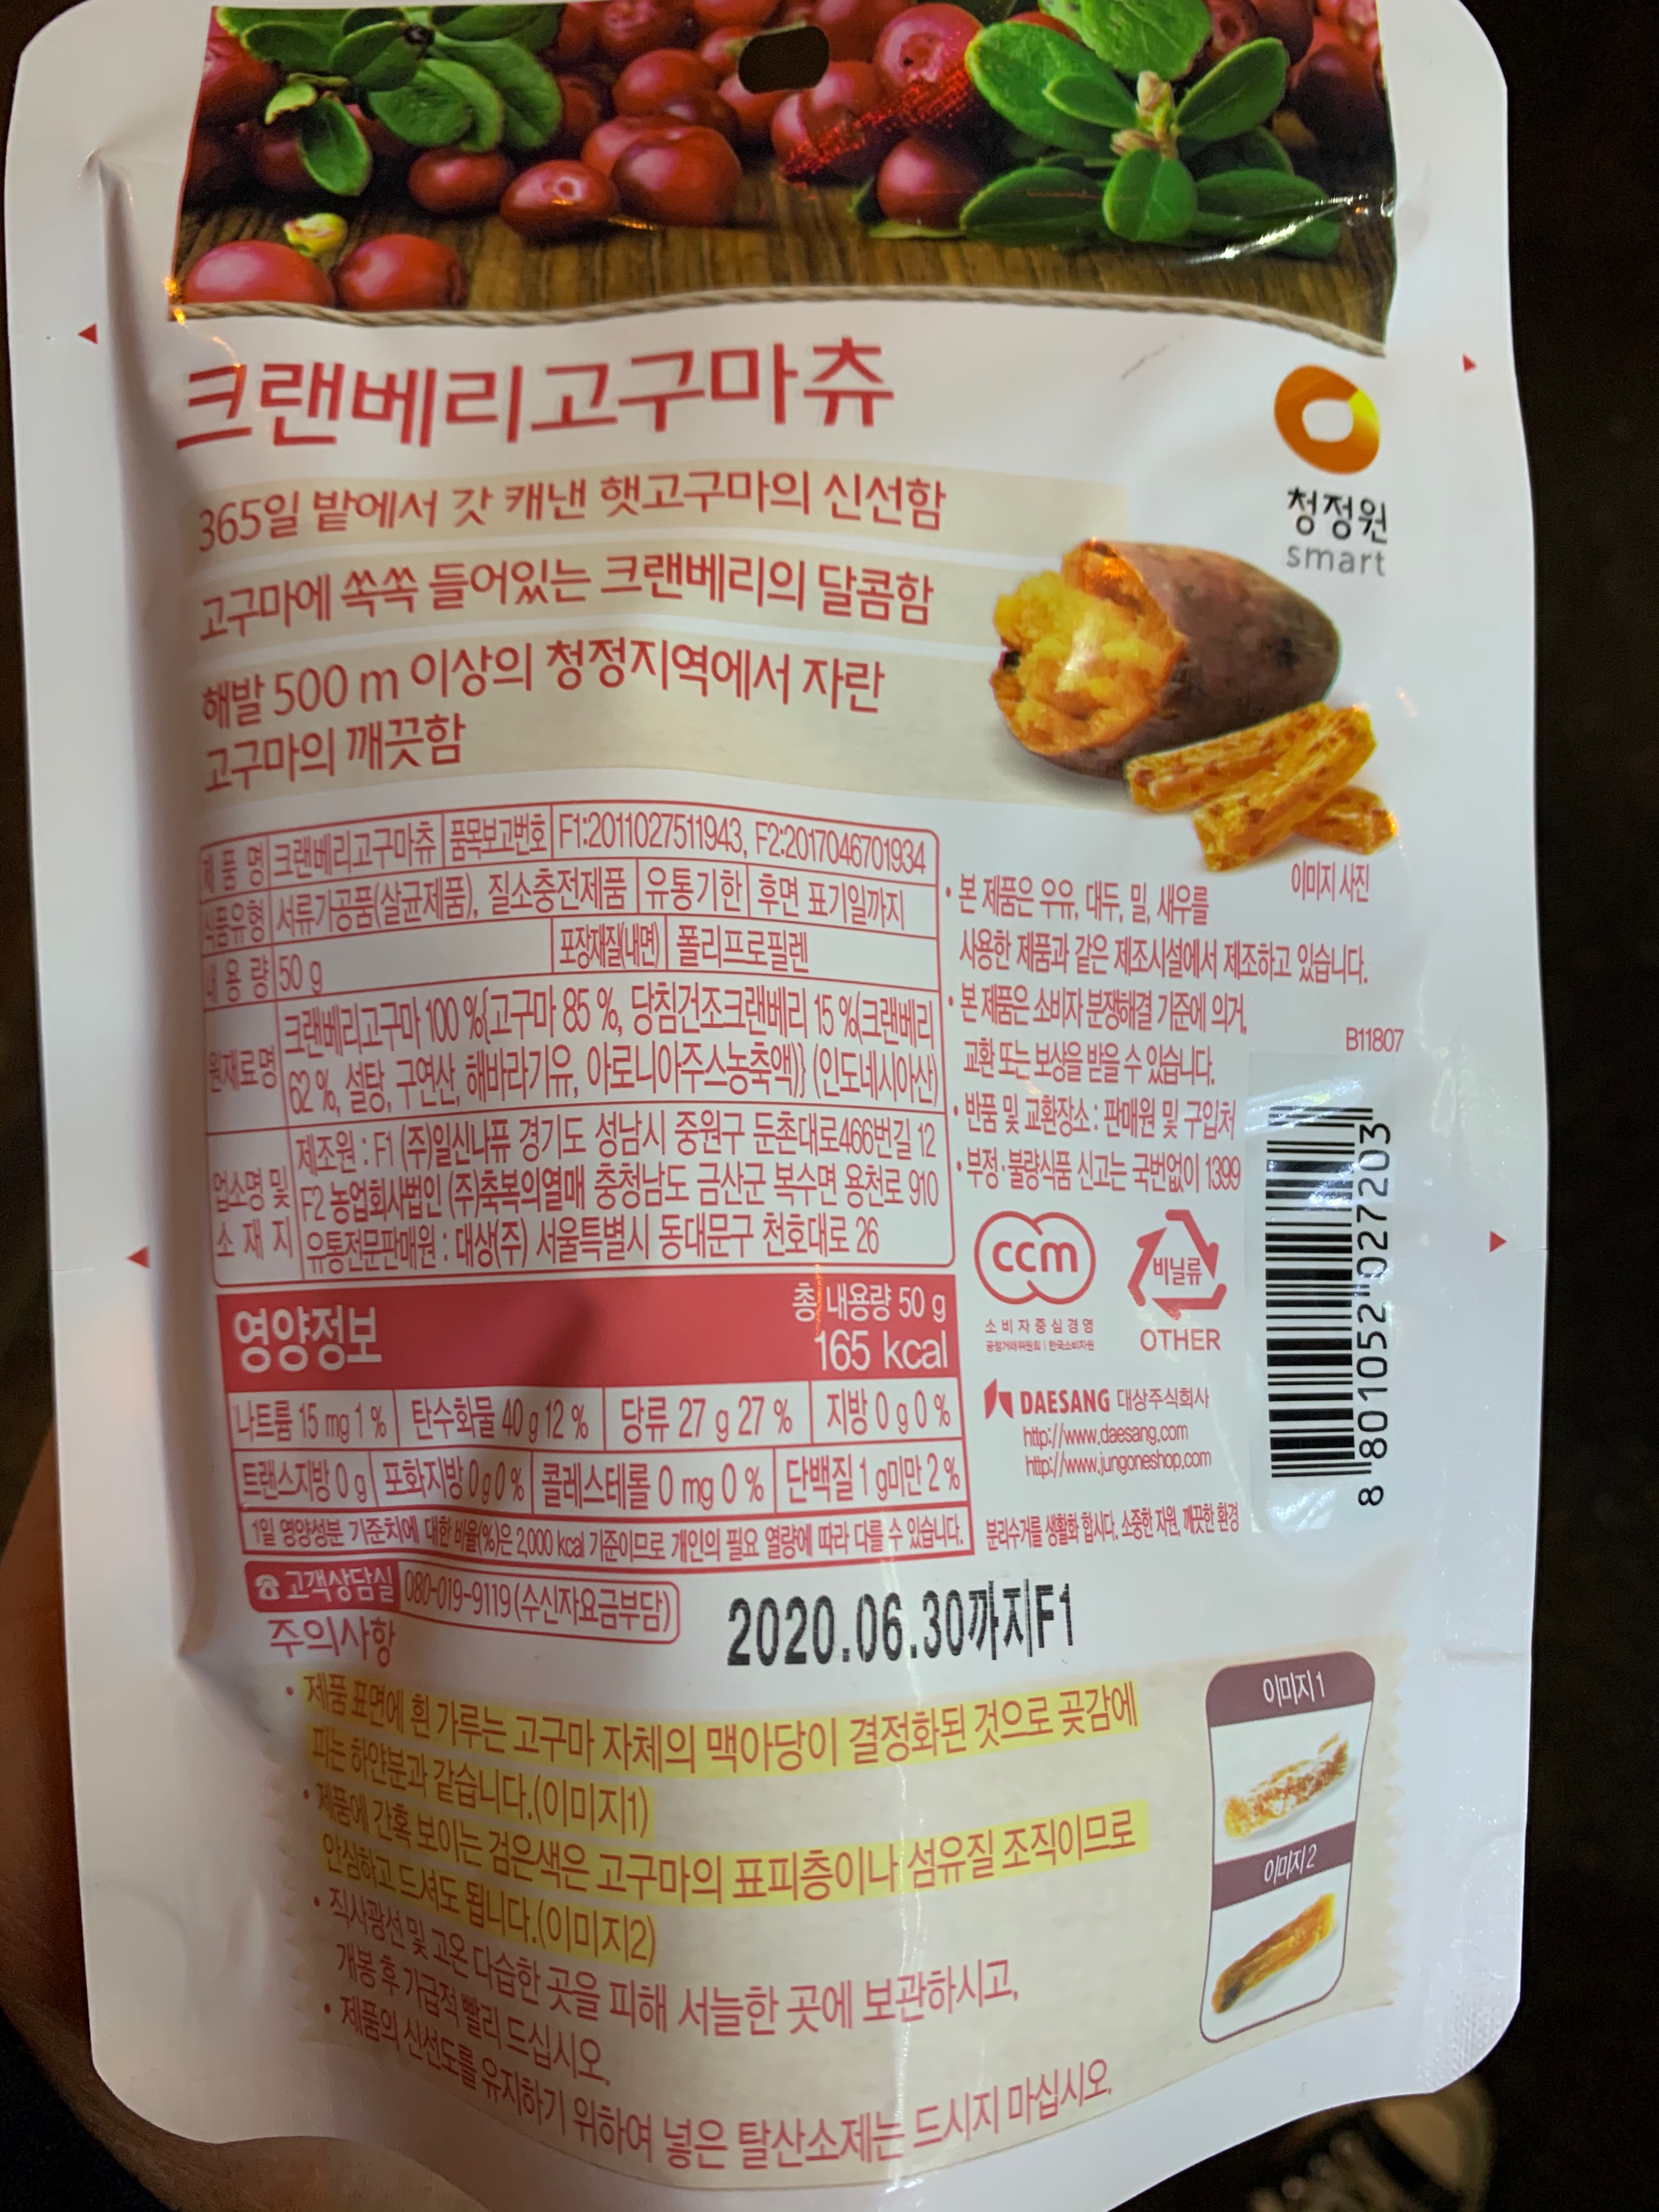 크랜베리고구마츄
청정원
smart
365일 밭에서 갓 캐낸 햇고구마의 신선함
고구마에 쏙쏙 들어있는 크랜베리의 달콤함
해발 500 m 이상의 청정지역에서 자란
고구마의 깨끗함
이미지 사진
제 품 명 크랜베리고구마츄 품목보고번호 F1:2011027511943, F2:2017046701934
식품유형 서류가공품(살균제품), 질소충전제품 유통기한 후면 표기일까지
내 용 량 50 g 포장재질(내면) 폴리프로필렌
원재료명 크랜베리고구마 100 %{고구마 85 %, 당침건조크랜베리 15 %(크랜베리
62 %, 설탕, 구연산, 해바라기유, 아로니아주스농축액)} (인도네시아산)
업소명 및
소 재 지
제조원 : F1 (주)일신나퓨 경기도 성남시 중원구 둔촌대로466번길 12
F2 농업회사법인 (주)축복의열매 충청남도 금산군 복수면 용천로 910
유통전문판매원 : 대상(주) 서울특별시 동대문구 천호대로 26
• 본 제품은 우유, 대두, 밀, 새우를
사용한 제품과 같은 제조시설에서 제조하고 있습니다.
• 본 제품은 소비자 분쟁해결 기준에 의거,
교환 또는 보상을 받을 수 있습니다.
• 반품 및 교환장소 : 판매원 및 구입처
• 부정·불량식품 신고는 국번없이 1399
B11807
8 801052 027203
ccm
소비자중심경영
공정거래위원회 | 한국소비자원
비닐류
OTHER
DAESANG 대상주식회사
http://www.daesang.com
http://www.jungoneshop.com
분리수거를 생활화 합시다. 소중한 자원, 깨끗한 환경
영양정보
총 내용량 50 g
165 kcal
나트륨 15 mg 1 % 탄수화물 40 g 12 % 당류 27 g 27 % 지방 0 g 0 %
트랜스지방 0 g 포화지방 0 g 0 % 콜레스테롤 0 mg 0 % 단백질 1 g미만 2 %
1일 영양성분 기준치에 대한 비율(%)은 2,000 kcal 기준이므로 개인의 필요 열량에 따라 다를 수 있습니다.
☎ 고객상담실 080-019-9119 (수신자요금부담)
2020.06.30까지F1
주의사항
• 제품 표면에 흰 가루는 고구마 자체의 맥아당이 결정화된 것으로 곶감에
피는 하얀분과 같습니다.(이미지1)
• 제품에 간혹 보이는 검은색은 고구마의 표피층이나 섬유질 조직이므로
안심하고 드셔도 됩니다.(이미지2)
• 직사광선 및 고온 다습한 곳을 피해 서늘한 곳에 보관하시고,
개봉 후 가급적 빨리 드십시오.
• 제품의 신선도를 유지하기 위하여 넣은 탈산소제는 드시지 마십시오.
이미지1
이미지2